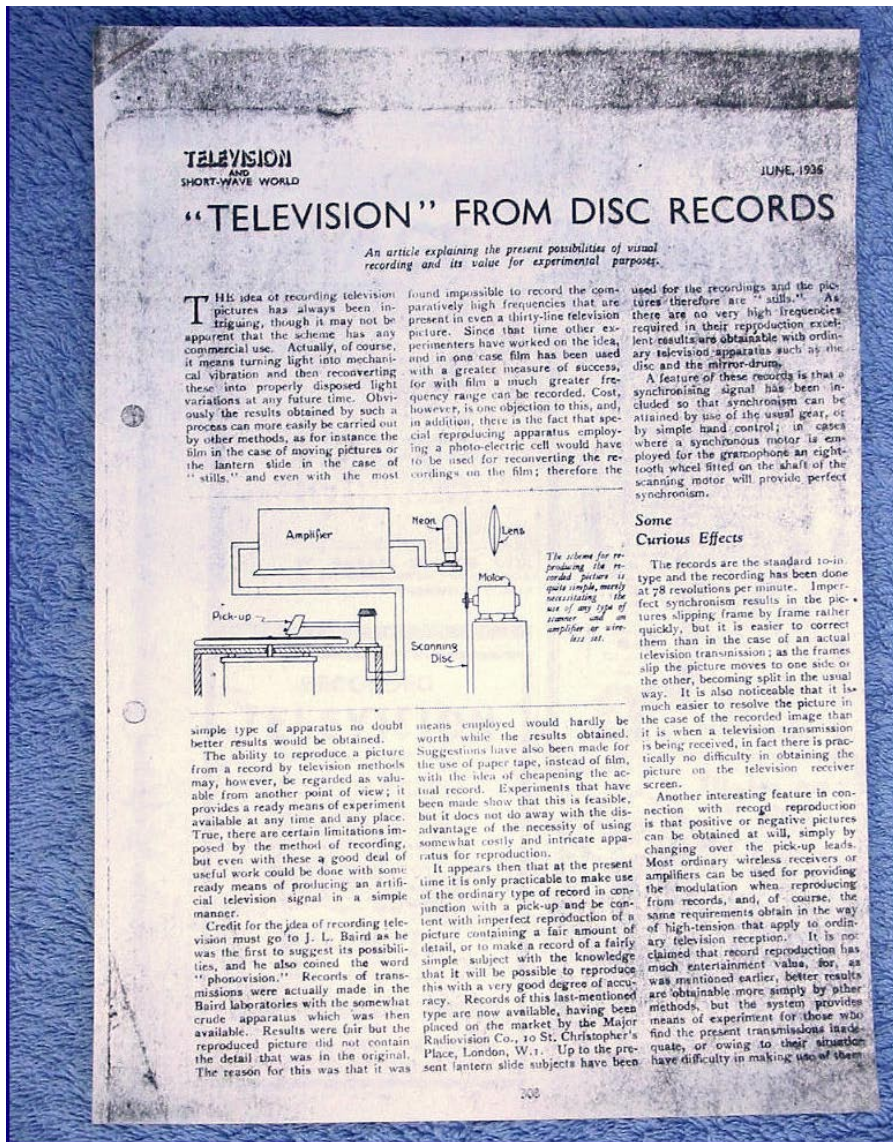 TELEVISION
AND
SHORT-WAVE WORLD
JUNE, 1935
"TELEVISION" FROM DISC RECORDS
An article explaining the present possibilities of visual
recording and its value for experimental purposes.
THE idea of recording television
pictures has always been in-
triguing, though it may not be
apparent that the scheme has any
commercial use. Actually, of course,
it means turning light into mechani-
cal vibration and then reconverting
these into properly disposed light
variations at any future time. Obvi-
ously the results obtained by such a
process can more easily be carried out
by other methods, as for instance the
film in the case of moving pictures or
the lantern slide in the case of
"stills," and even with the most
simple type of apparatus no doubt
better results would be obtained.
The ability to reproduce a picture
from a record by television methods
may, however, be regarded as valu-
able from another point of view; it
provides a ready means of experiment
available at any time and any place.
True, there are certain limitations im-
posed by the method of recording,
but even with these a good deal of
useful work could be done with some
ready means of producing an artifi-
cial television signal in a simple
manner.
Credit for the idea of recording tele-
vision must go to J. L. Baird as he
was the first to suggest its possibili-
ties, and he also coined the word
"phonovision." Records of trans-
missions were actually made in the
Baird laboratories with the somewhat
crude apparatus which was then
available. Results were fair but the
reproduced picture did not contain
the detail that was in the original.
The reason for this was that it was
found impossible to record the com-
paratively high frequencies that are
present in even a thirty-line television
picture. Since that time other ex-
perimenters have worked on the idea,
and in one case film has been used
with a greater measure of success,
for with film a much greater fre-
quency range can be recorded. Cost,
however, is one objection to this, and,
in addition, there is the fact that spe-
cial reproducing apparatus employ-
ing a photo-electric cell would have
to be used for reconverting the re-
cordings on the film; therefore the
means employed would hardly be
worth while the results obtained.
Suggestions have also been made for
the use of paper tape, instead of film,
with the idea of cheapening the ac-
tual record. Experiments that have
been made show that this is feasible,
but it does not do away with the dis-
advantage of the necessity of using
somewhat costly and intricate appa-
ratus for reproduction.
It appears then that at the present
time it is only practicable to make use
of the ordinary type of record in con-
junction with a pick-up and be con-
tent with imperfect reproduction of a
picture containing a fair amount of
detail, or to make a record of a fairly
simple subject with the knowledge
that it will be possible to reproduce
this with a very good degree of accu-
racy. Records of this last-mentioned
type are now available, having been
placed on the market by the Major
Radiovision Co., 10 St. Christopher's
Place, London, W.1. Up to the pre-
sent lantern slide subjects have been
used for the recordings and the pic-
tures therefore are "stills." As
there are no very high frequencies
required in their reproduction excel-
lent results are obtainable with ordin-
ary television apparatus such as the
disc and the mirror-drum.
A feature of these records is that a
synchronising signal has been in-
cluded so that synchronism can be
attained by use of the usual gear, or
by simple hand control; in cases
where a synchronous motor is em-
ployed for the gramophone an eight-
tooth wheel fitted on the shaft of the
scanning motor will provide perfect
synchronism.
Some
Curious Effects
The records are the standard 10-in.
type and the recording has been done
at 78 revolutions per minute. Imper-
fect synchronism results in the pic-
tures slipping frame by frame rather
quickly, but it is easier to correct
them than in the case of an actual
television transmission; as the frames
slip the picture moves to one side or
the other, becoming split in the usual
way. It is also noticeable that it is
much easier to resolve the picture in
the case of the recorded image than
it is when a television transmission
is being received, in fact there is prac-
tically no difficulty in obtaining the
picture on the television receiver
screen.
Another interesting feature in con-
nection with record reproduction
is that positive or negative pictures
can be obtained at will, simply by
changing over the pick-up leads.
Most ordinary wireless receivers or
amplifiers can be used for providing
the modulation when reproducing
from records, and, of course, the
same requirements obtain in the way
of high-tension that apply to ordin-
ary television reception. It is not
claimed that record reproduction has
much entertainment value, for, as
was mentioned earlier, better results
are obtainable more simply by other
methods, but the system provides
means of experiment for those who
find the present transmissions inade-
quate, or owing to their situation
have difficulty in making use of them
Amplifier
Neon
Lens
Motor
Pick-up
Scanning
Disc
The scheme for re-
producing the re-
corded picture is
quite simple, merely
necessitating the
use of any type of
scanner and an
amplifier or wire-
less set.
308